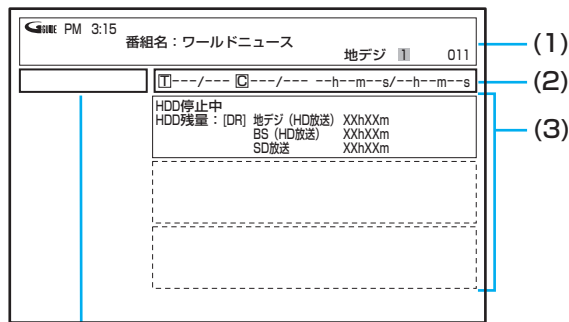 GGUIDE PM 3:15
番組名:ワールドニュース
地デジ 1 011
(1)
T---/--- C---/--- --h--m--s/--h--m--s
(2)
HDD停止中
HDD残量:[DR] 地デジ(HD放送) XXhXXm
BS(HD放送) XXhXXm
SD放送 XXhXXm
(3)